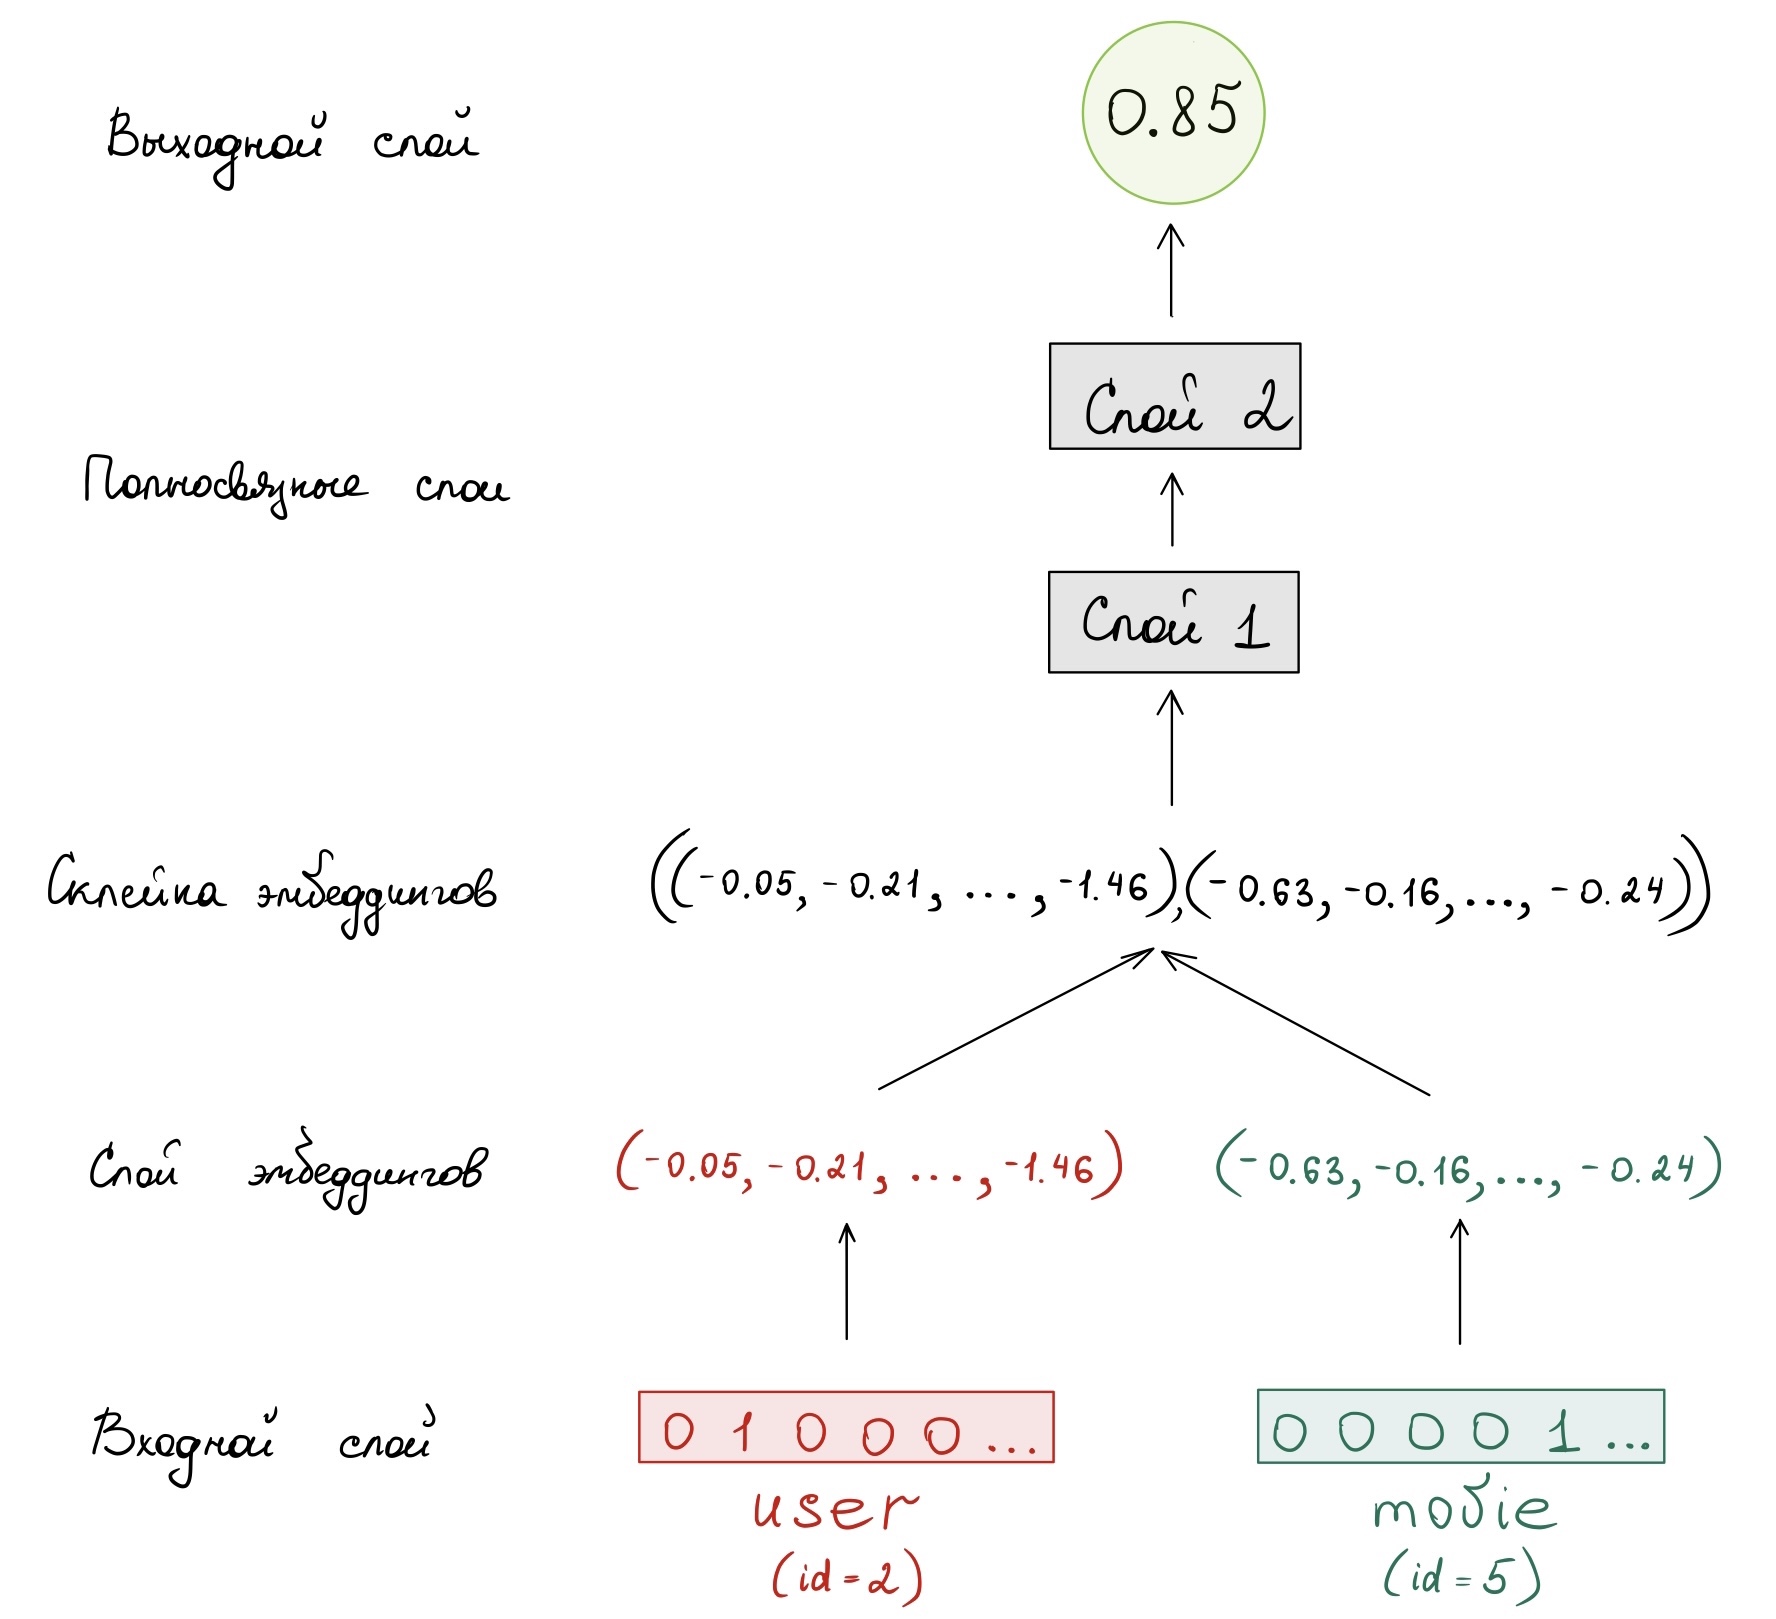 Выходной слой
0.85
Полносвязные слои
Слой 2
Слой 1
Склейка эмбеддингов
((-0.05, -0.21, ..., -1.46),(-0.63, -0.16, ..., -0.24))
Слой эмбеддингов
(-0.05, -0.21, ..., -1.46)
(-0.63, -0.16, ..., -0.24)
Входной слой
0 1 0 0 0 ...
0 0 0 0 1 ...
user
(id = 2)
movie
(id = 5)